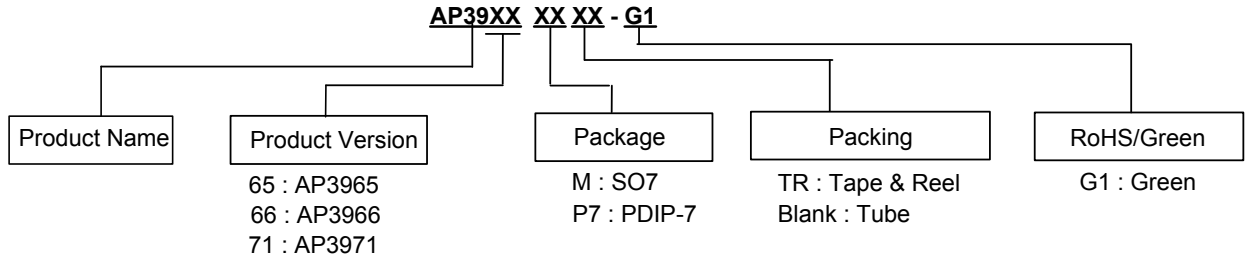 AP39XX XX XX - G1
Product Name
Product Version
Package
Packing
RoHS/Green
65 : AP3965
66 : AP3966
71 : AP3971
M : SO7
P7 : PDIP-7
TR : Tape & Reel
Blank : Tube
G1 : Green